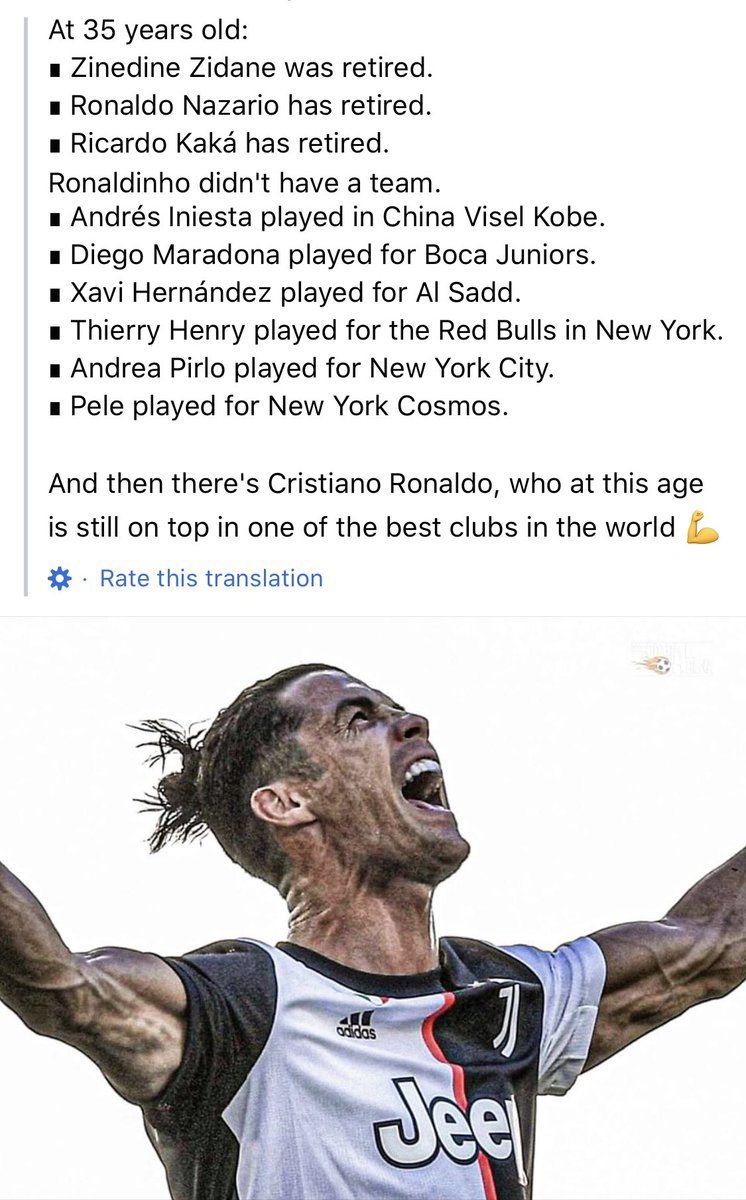 At 35 years old:
∎ Zinedine Zidane was retired.
∎ Ronaldo Nazario has retired.
∎ Ricardo Kaká has retired.
Ronaldinho didn't have a team.
∎ Andrés Iniesta played in China Visel Kobe.
∎ Diego Maradona played for Boca Juniors.
∎ Xavi Hernández played for Al Sadd.
∎ Thierry Henry played for the Red Bulls in New York.
∎ Andrea Pirlo played for New York City.
∎ Pele played for New York Cosmos.
And then there's Cristiano Ronaldo, who at this age
is still on top in one of the best clubs in the world 💪
· Rate this translation
adidas
Jeep